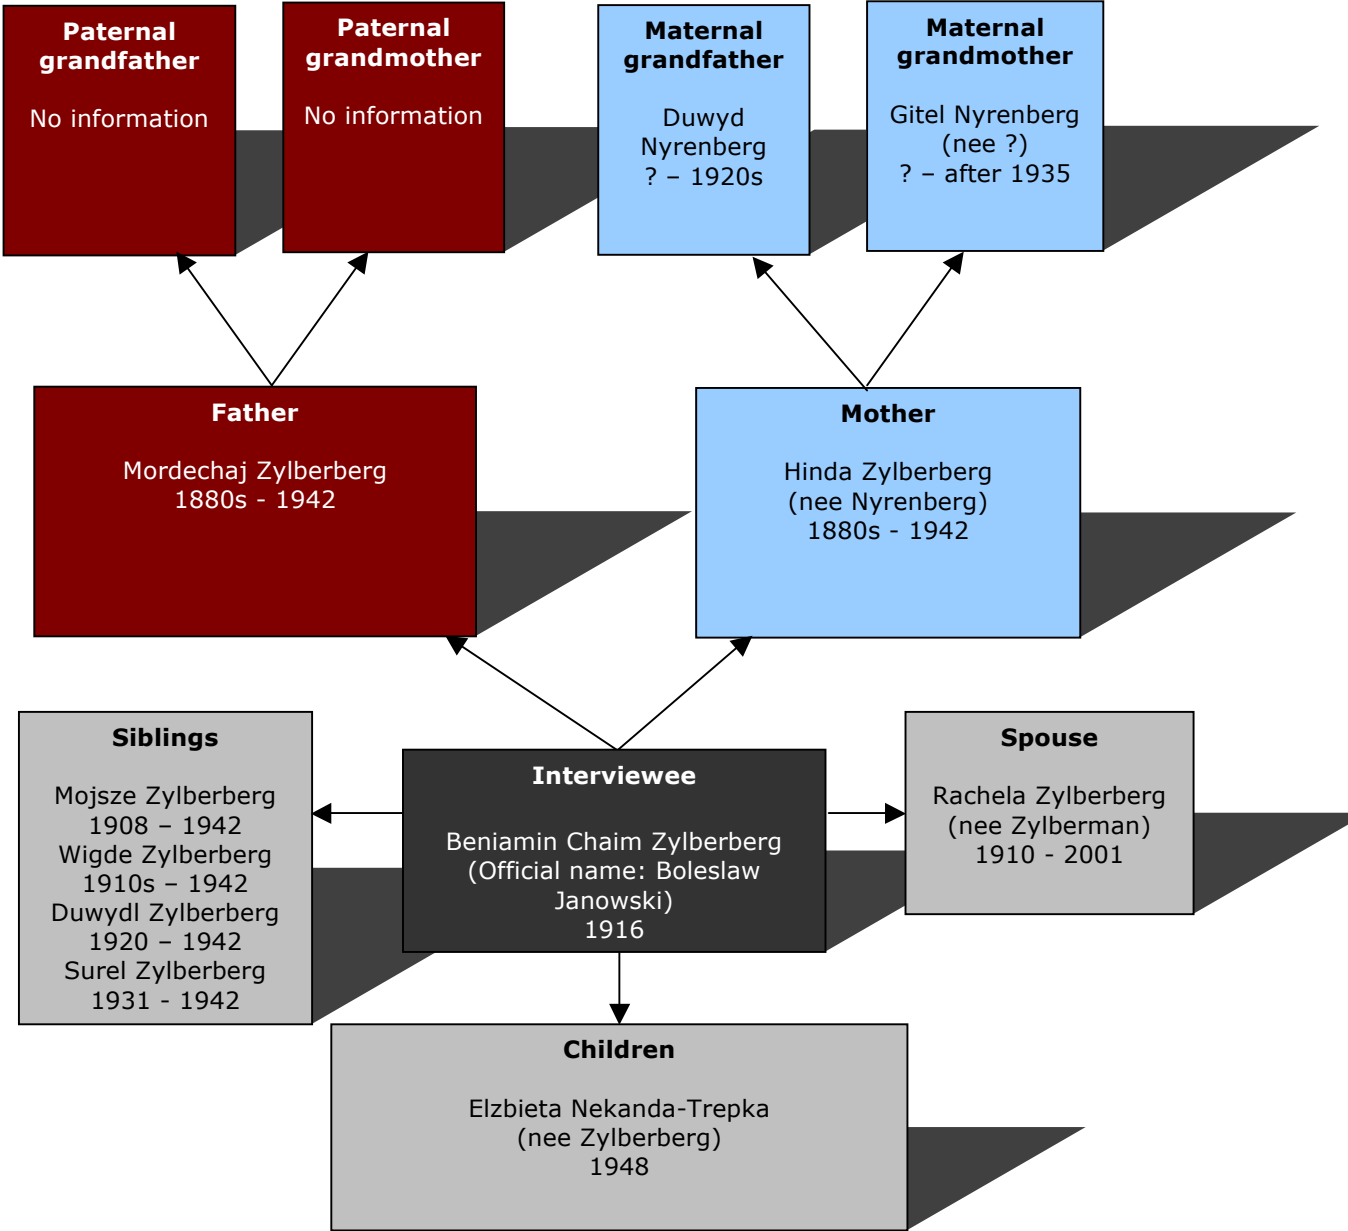 Paternal
grandfather
No information
Paternal
grandmother
No information
Maternal
grandfather
Duwyd
Nyrenberg
? – 1920s
Maternal
grandmother
Gitel Nyrenberg
(nee ?)
? – after 1935
Father
Mordechaj Zylberberg
1880s - 1942
Mother
Hinda Zylberberg
(nee Nyrenberg)
1880s - 1942
Siblings
Mojsze Zylberberg
1908 – 1942
Wigde Zylberberg
1910s – 1942
Duwydl Zylberberg
1920 – 1942
Surel Zylberberg
1931 - 1942
Interviewee
Beniamin Chaim Zylberberg
(Official name: Boleslaw
Janowski)
1916
Spouse
Rachela Zylberberg
(nee Zylberman)
1910 - 2001
Children
Elzbieta Nekanda-Trepka
(nee Zylberberg)
1948